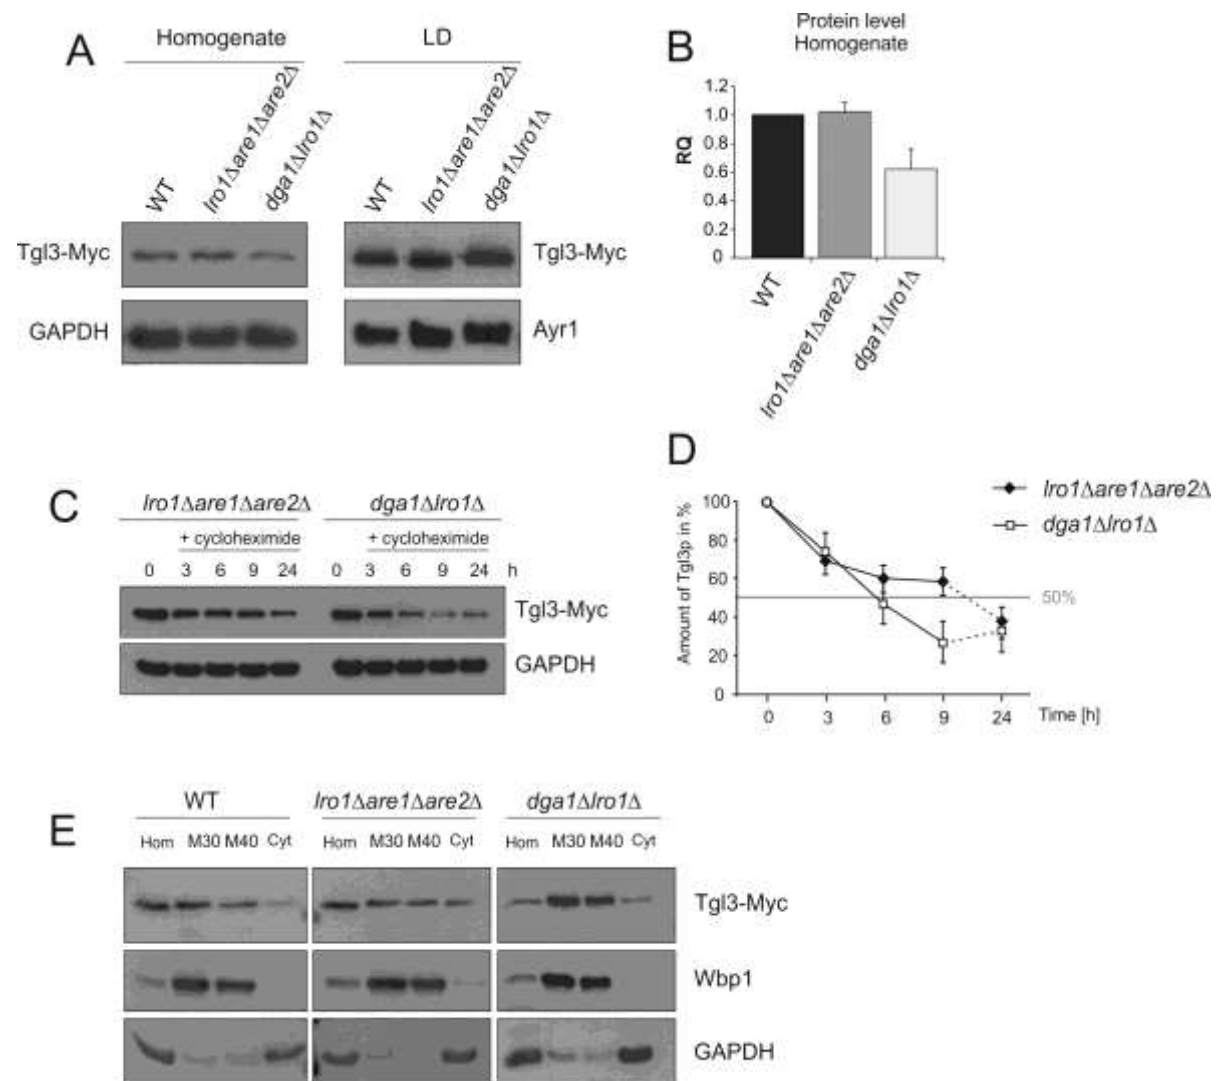 A
Homogenate
LD
WT
lro1Δare1Δare2Δ
dga1Δlro1Δ
WT
lro1Δare1Δare2Δ
dga1Δlro1Δ
Tgl3-Myc
Tgl3-Myc
GAPDH
Ayr1
B
Protein level
Homogenate
RQ
1.2
1.0
0.8
0.6
0.4
0.2
0
WT
lro1Δare1Δare2Δ
dga1Δlro1Δ
C
lro1Δare1Δare2Δ
dga1Δlro1Δ
+ cycloheximide
+ cycloheximide
0 3 6 9 24 0 3 6 9 24 h
Tgl3-Myc
GAPDH
D
lro1Δare1Δare2Δ
dga1Δlro1Δ
Amount of Tgl3p in %
100
80
60
40
20
0
50%
0 3 6 9 24 Time [h]
E
WT
lro1Δare1Δare2Δ
dga1Δlro1Δ
Hom M30 M40 Cyt Hom M30 M40 Cyt Hom M30 M40 Cyt
Tgl3-Myc
Wbp1
GAPDH